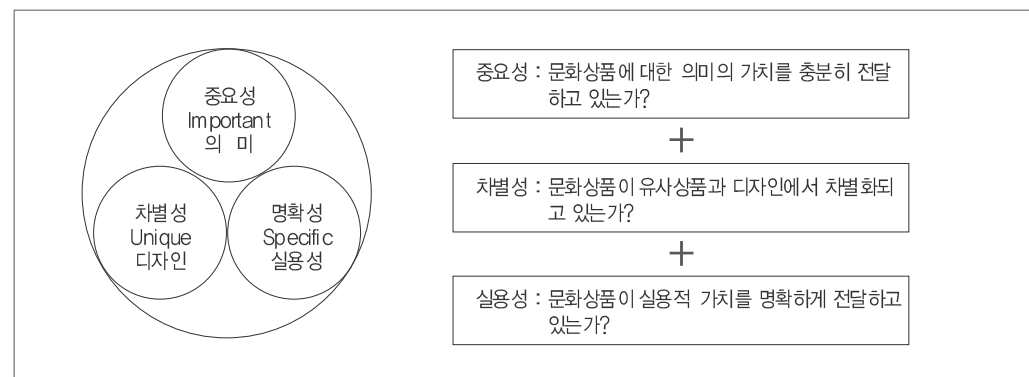 중요성
Important
의 미
차별성
Unique
디자인
명확성
Specific
실용성
중요성 : 문화상품에 대한 의미의 가치를 충분히 전달
하고 있는가?
+
차별성 : 문화상품이 유사상품과 디자인에서 차별화되
고 있는가?
+
실용성 : 문화상품이 실용적 가치를 명확하게 전달하고
있는가?